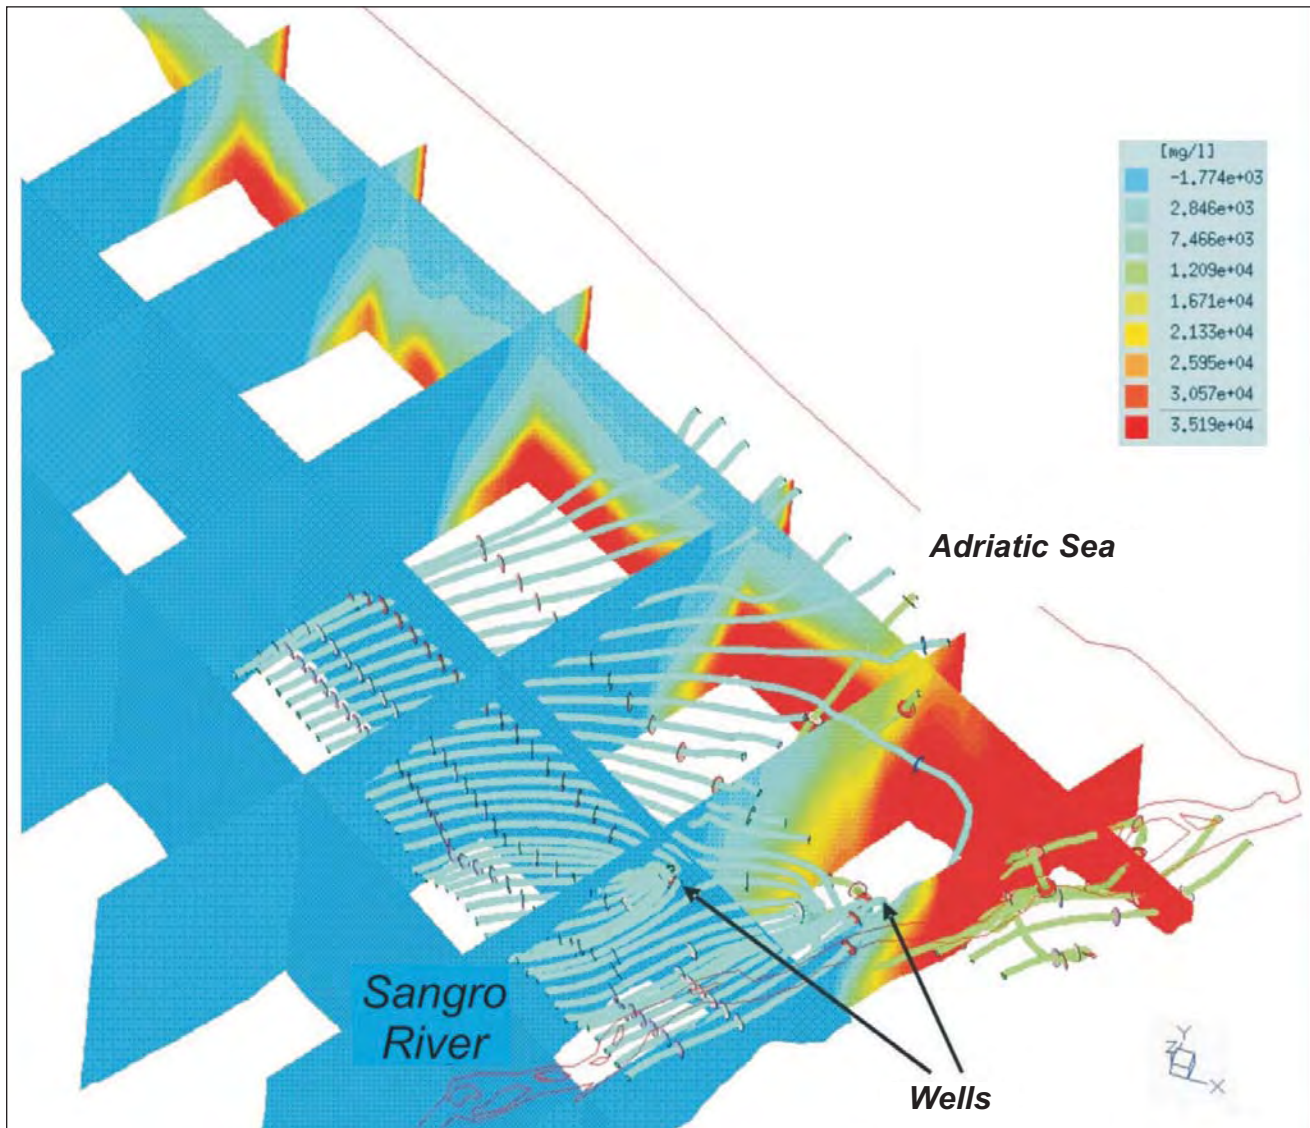 [mg/l]
-1.774e+03
2.846e+03
7.466e+03
1.209e+04
1.671e+04
2.133e+04
2.595e+04
3.057e+04
3.519e+04
Adriatic Sea
Sangro
River
Wells
Y
Z
X